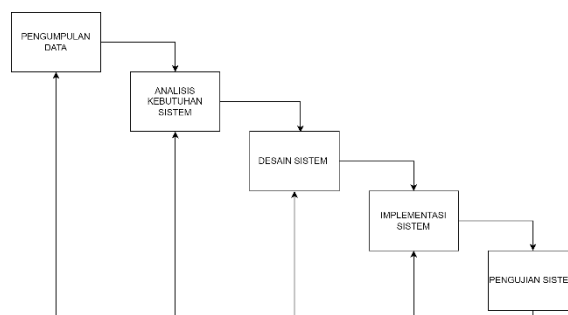 PENGUMPULAN
DATA
ANALISIS
KEBUTUHAN
SISTEM
DESAIN SISTEM
IMPLEMENTASI
SISTEM
PENGUJIAN SISTE